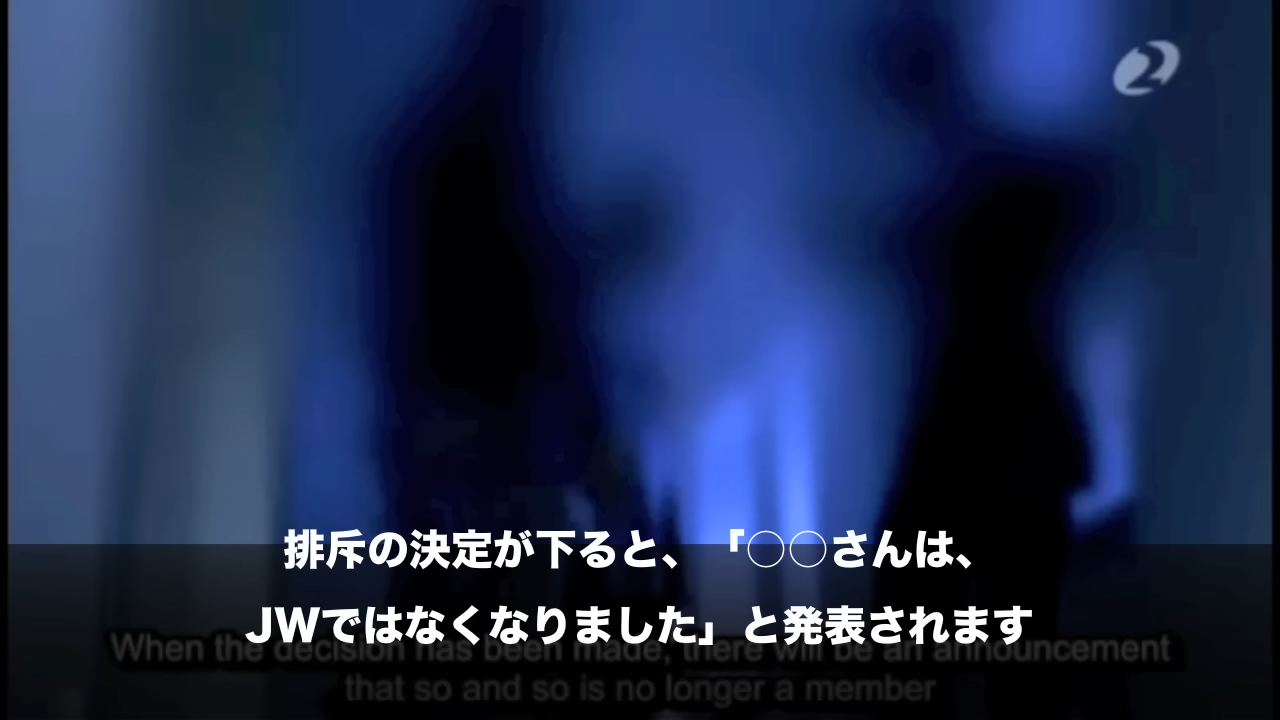 2
排斥の決定が下ると、「○○さんは、
JWではなくなりました」と発表されます
When the decision has been made, there will be an announcement
that so and so is no longer a member